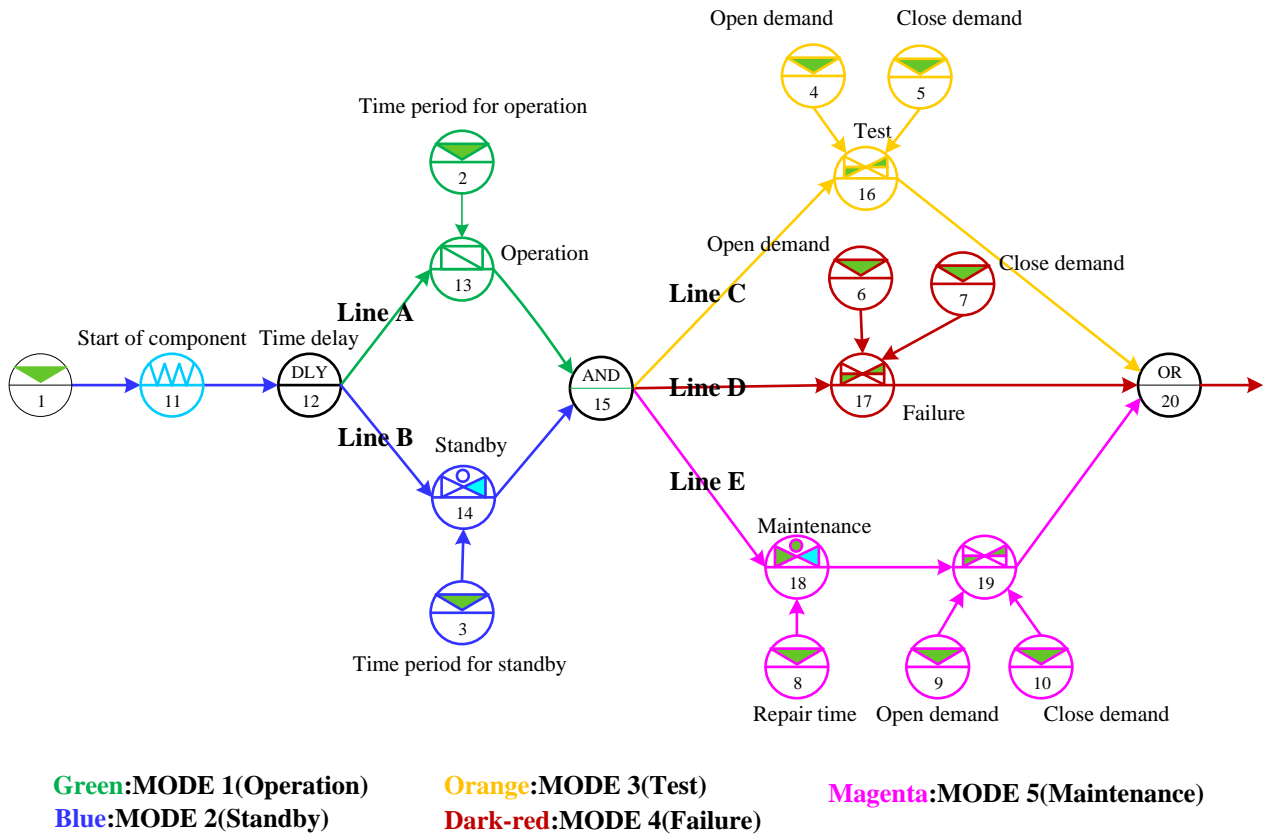 Open demand
Close demand
4
5
Time period for operation
Test
2
16
Operation
Open demand
Close demand
13
6
7
Line A
Line C
Start of component
Time delay
DLY
AND
OR
1
11
12
15
Line D
17
20
Failure
Line B
Standby
Line E
14
Maintenance
18
19
3
Time period for standby
8
9
10
Repair time
Open demand
Close demand
Green:MODE 1(Operation)
Orange:MODE 3(Test)
Magenta:MODE 5(Maintenance)
Blue:MODE 2(Standby)
Dark-red:MODE 4(Failure)